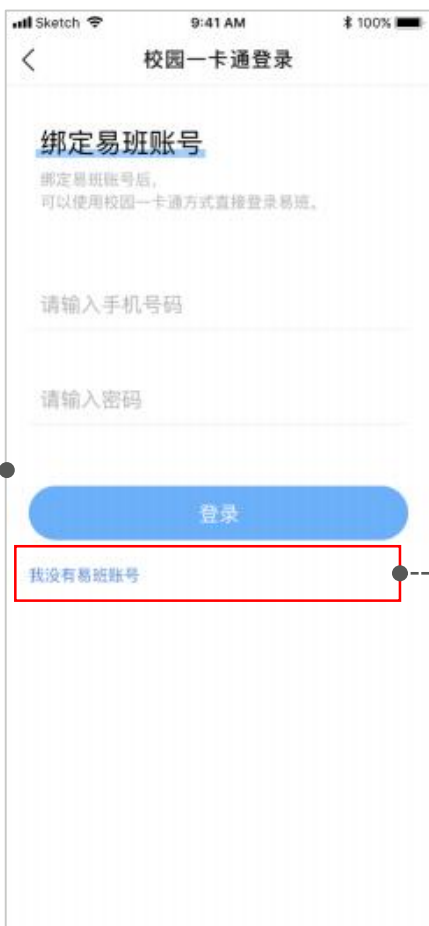 Sketch 9:41 AM 100%
校园一卡通登录
绑定易班账号
绑定易班账号后，
可以使用校园一卡通方式直接登录易班。
请输入手机号码
请输入密码
登录
我没有易班账号